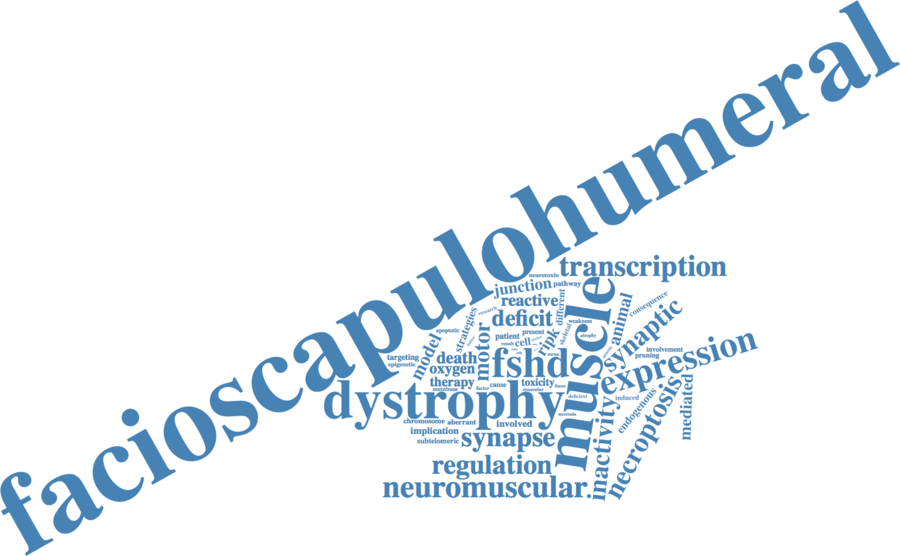 facioscapulohumeral
neurotoxin
transcription
junction
pathway
reactive
different
muscle
animal
consequence
strategies
research
apoptotic
deficit
weakness
skeletal
synaptic
model
motor
patient
present
cell
ripk
atrophy
targeting
epigenetic
death
oxygen
therapy
fshd
involvement
pruning
expression
toxicity
cause
factor
muscular
dystrophy
deficient
induced
endogenous
necroptosis
mediated
inactivity
chromosome
aberrant
involved
implication
subtelomeric
synapse
necrosis
regulation
neuromuscular